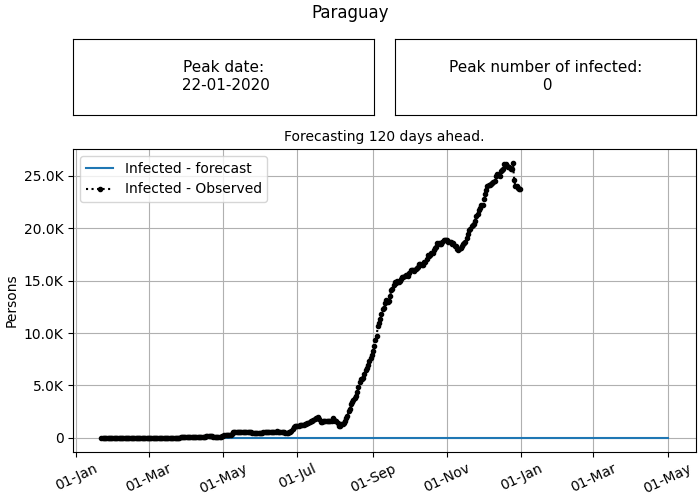 Paraguay
Peak date:
22-01-2020
Peak number of infected:
0
Forecasting 120 days ahead.
Infected - forecast
Infected - Observed
25.0K
20.0K
15.0K
10.0K
5.0K
0
Persons
01-Jan
01-Mar
01-May
01-Jul
01-Sep
01-Nov
01-Jan
01-Mar
01-May